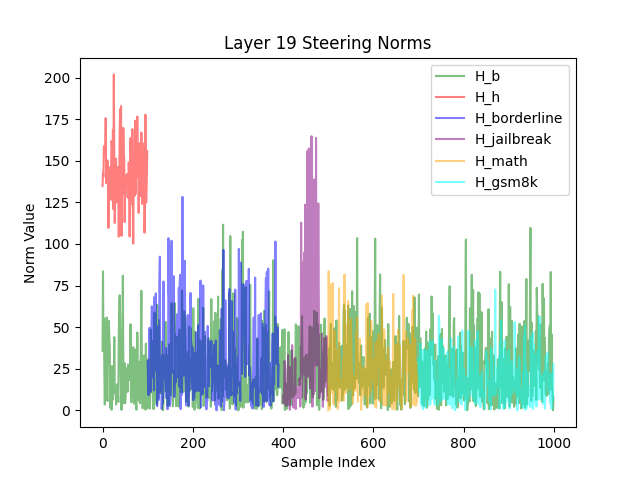 Layer 19 Steering Norms
H_b
H_h
H_borderline
H_jailbreak
H_math
H_gsm8k
Norm Value
200
175
150
125
100
75
50
25
0
0
200
400
600
800
1000
Sample Index